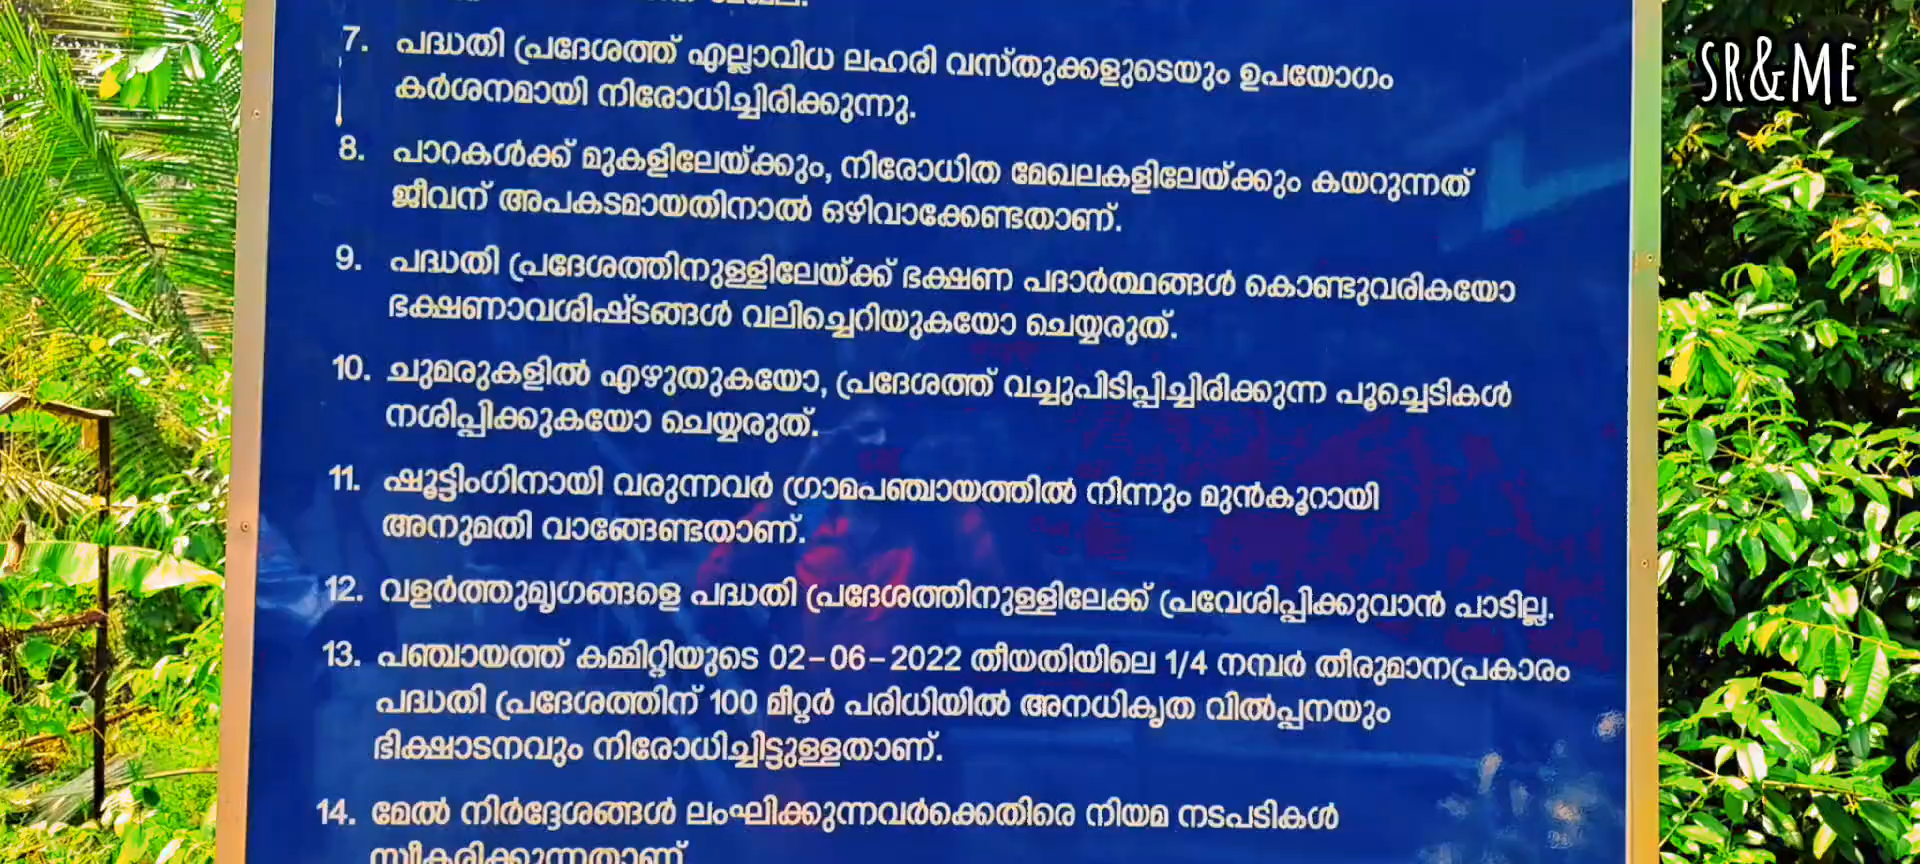 SR&ME
7. പദ്ധതി പ്രദേശത്ത് എല്ലാവിധ ലഹരി വസ്തുക്കളുടെയും ഉപയോഗം
കർശനമായി നിരോധിച്ചിരിക്കുന്നു.
8. പാറകൾക്ക് മുകളിലേയ്ക്കും, നിരോധിത മേഖലകളിലേയ്ക്കും കയറുന്നത്
ജീവന് അപകടമായതിനാൽ ഒഴിവാക്കേണ്ടതാണ്.
9. പദ്ധതി പ്രദേശത്തിനുള്ളിലേയ്ക്ക് ഭക്ഷണ പദാർത്ഥങ്ങൾ കൊണ്ടുവരികയോ
ഭക്ഷണാവശിഷ്ടങ്ങൾ വലിച്ചെറിയുകയോ ചെയ്യരുത്.
10. ചുമരുകളിൽ എഴുതുകയോ, പ്രദേശത്ത് വച്ചുപിടിപ്പിച്ചിരിക്കുന്ന പൂച്ചെടികൾ
നശിപ്പിക്കുകയോ ചെയ്യരുത്.
11. ഷൂട്ടിംഗിനായി വരുന്നവർ ഗ്രാമപഞ്ചായത്തിൽ നിന്നും മുൻകൂറായി
അനുമതി വാങ്ങേണ്ടതാണ്.
12. വളർത്തുമൃഗങ്ങളെ പദ്ധതി പ്രദേശത്തിനുള്ളിലേക്ക് പ്രവേശിപ്പിക്കുവാൻ പാടില്ല.
13. പഞ്ചായത്ത് കമ്മിറ്റിയുടെ 02-06-2022 തീയതിയിലെ 1/4 നമ്പർ തീരുമാനപ്രകാരം
പദ്ധതി പ്രദേശത്തിന് 100 മീറ്റർ പരിധിയിൽ അനധികൃത വിൽപ്പനയും
ഭിക്ഷാടനവും നിരോധിച്ചിട്ടുള്ളതാണ്.
14. മേൽ നിർദ്ദേശങ്ങൾ ലംഘിക്കുന്നവർക്കെതിരെ നിയമ നടപടികൾ
സ്വീകരിക്കുന്നതാണ്